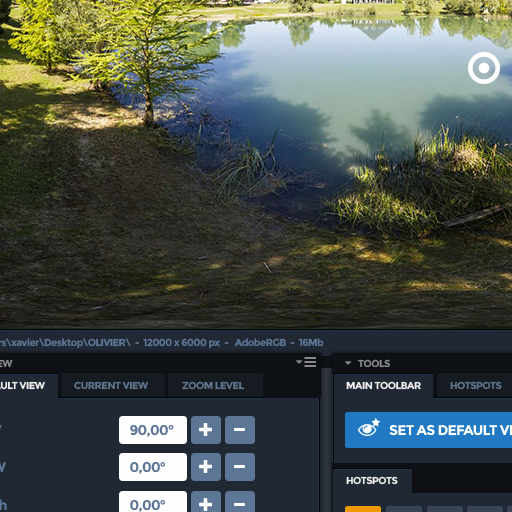 rs\xavier\Desktop\OLIVIER\ - 12000 x 6000 px - AdobeRGB - 16Mb
EW
TOOLS
ULT VIEW
CURRENT VIEW
ZOOM LEVEL
MAIN TOOLBAR
HOTSPOTS
90,00°
SET AS DEFAULT VI
0,00°
HOTSPOTS
0,00°